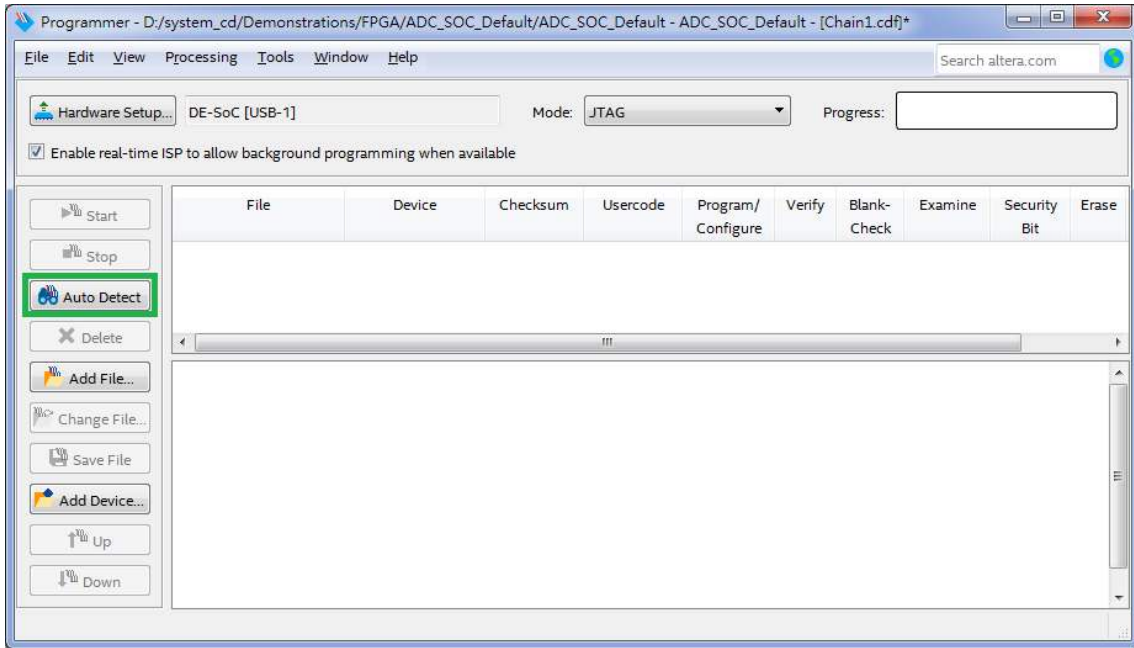 Programmer - D:/system_cd/Demonstrations/FPGA/ADC_SOC_Default/ADC_SOC_Default - ADC_SOC_Default - [Chain1.cdf]*
File Edit View Processing Tools Window Help Search altera.com
Hardware Setup... DE-SoC [USB-1] Mode: JTAG Progress:
Enable real-time ISP to allow background programming when available
File Device Checksum Usercode Program/ Verify Blank- Examine Security Erase
Configure Check Bit
Start
Stop
Auto Detect
Delete
Add File...
Change File...
Save File
Add Device...
Up
Down